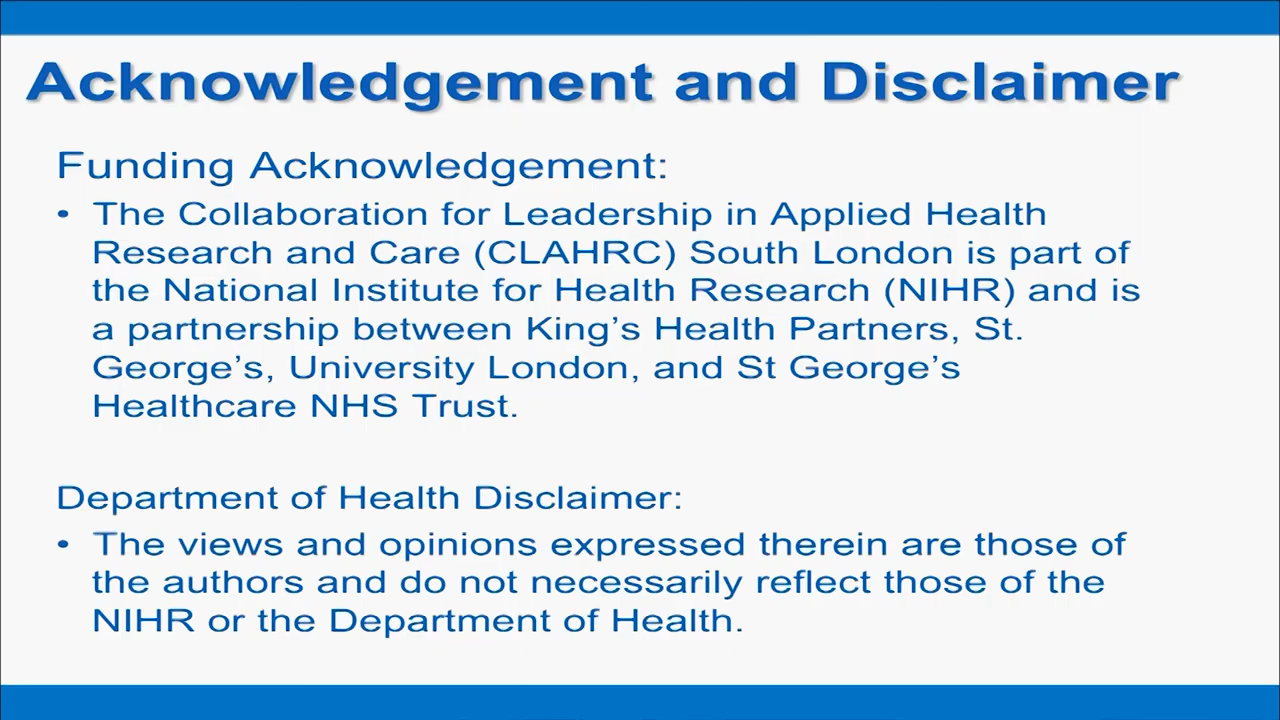 Acknowledgement and Disclaimer
Funding Acknowledgement:
• The Collaboration for Leadership in Applied Health
Research and Care (CLAHRC) South London is part of
the National Institute for Health Research (NIHR) and is
a partnership between King’s Health Partners, St.
George’s, University London, and St George’s
Healthcare NHS Trust.
Department of Health Disclaimer:
• The views and opinions expressed therein are those of
the authors and do not necessarily reflect those of the
NIHR or the Department of Health.